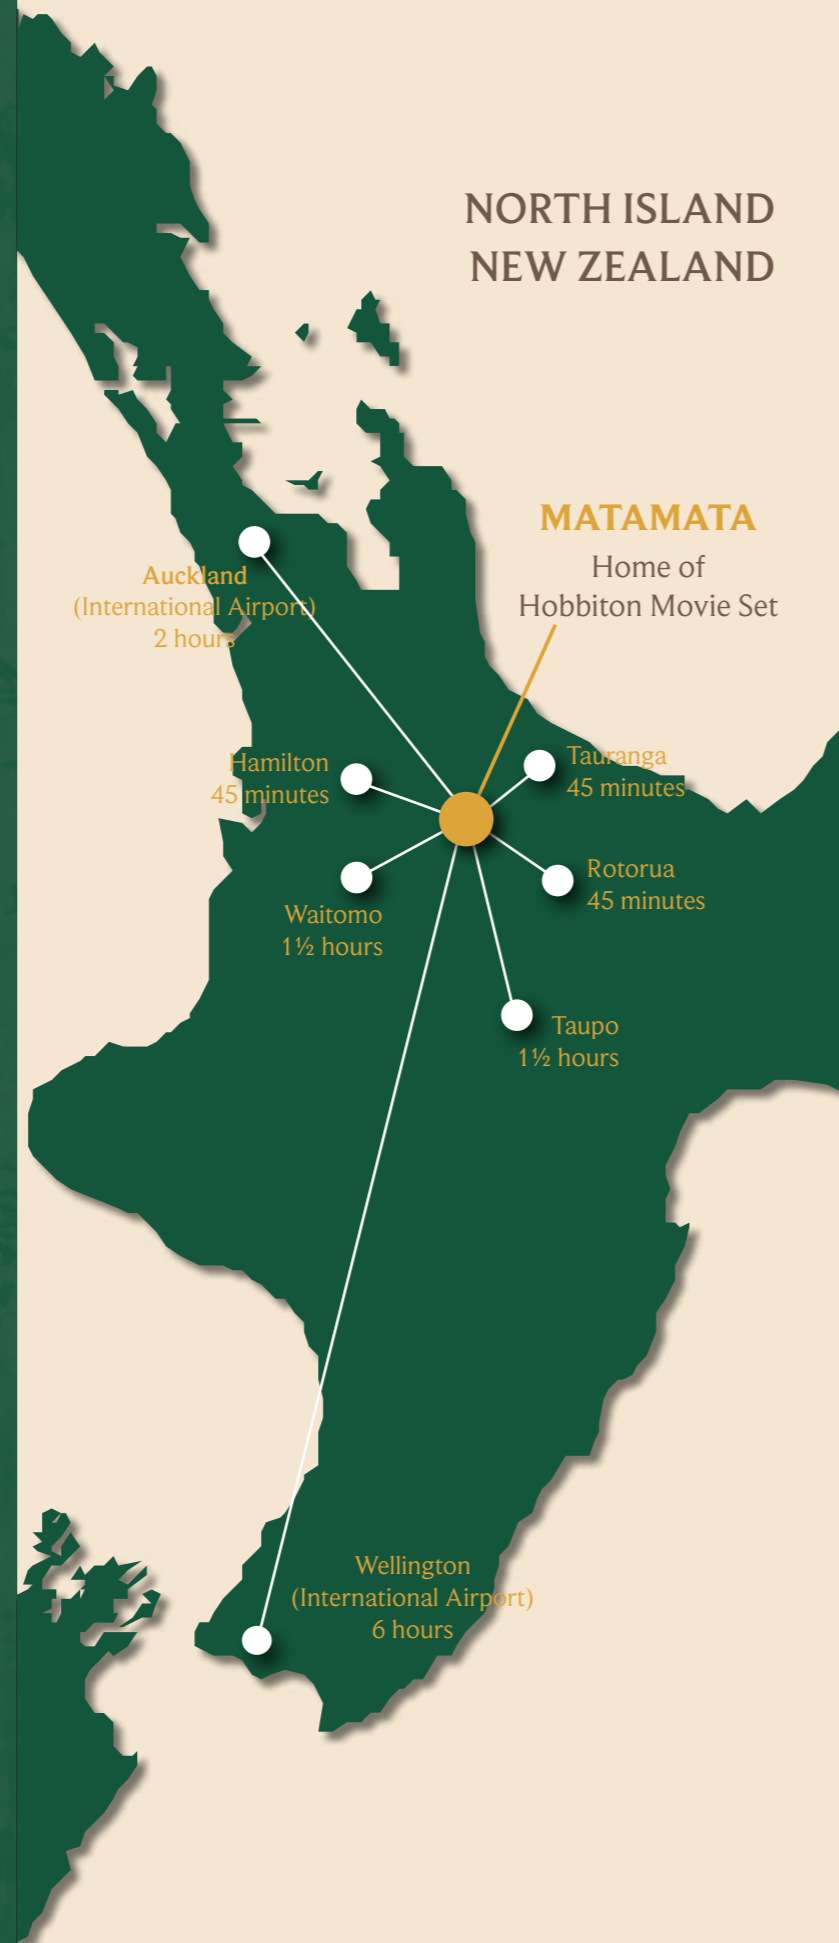 NORTH ISLAND
NEW ZEALAND
MATAMATA
Home of
Hobbiton Movie Set
Auckland
(International Airport)
2 hours
Hamilton
45 minutes
Tauranga
45 minutes
Rotorua
45 minutes
Waitomo
1½ hours
Taupo
1½ hours
Wellington
(International Airport)
6 hours